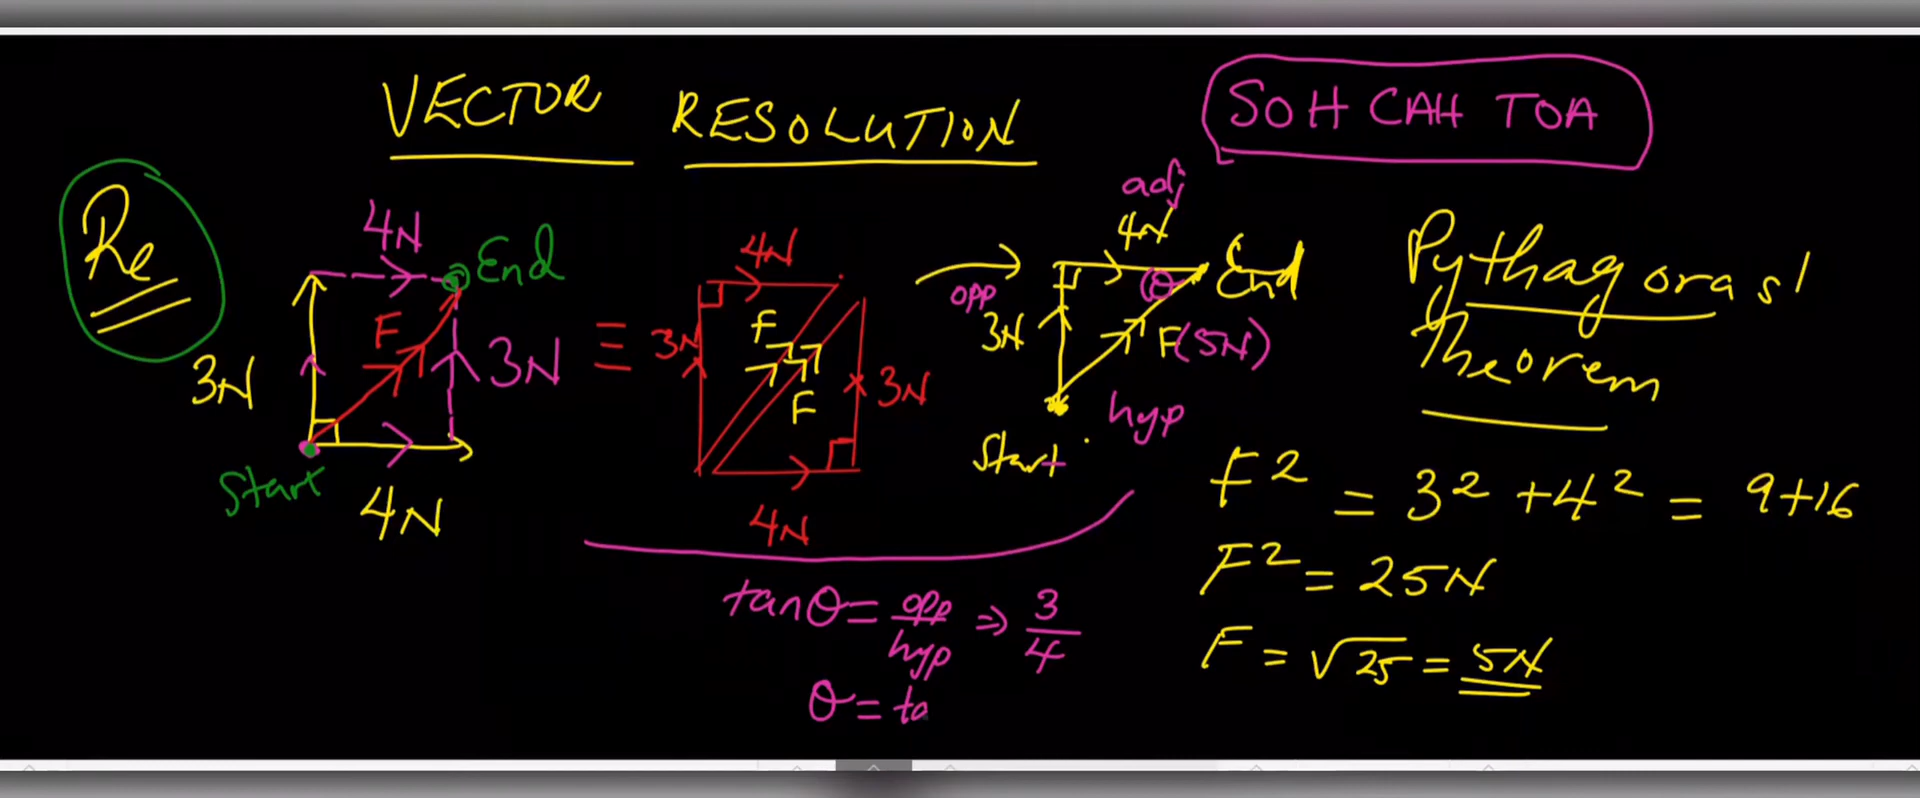 VECTOR RESOLUTION
SOH CAH TOA
Re
4N
End
F
3N
3N
Start
4N
≡
4N
3N
F
F
3N
4N
adj
4N
opp
θ
End
3N
F(5N)
hyp
Start
Pythagoras'
Theorem
F² = 3² + 4² = 9+16
F² = 25N
F = √25 = 5N
tanθ = opp/hyp ⇒ 3/4
θ = ta